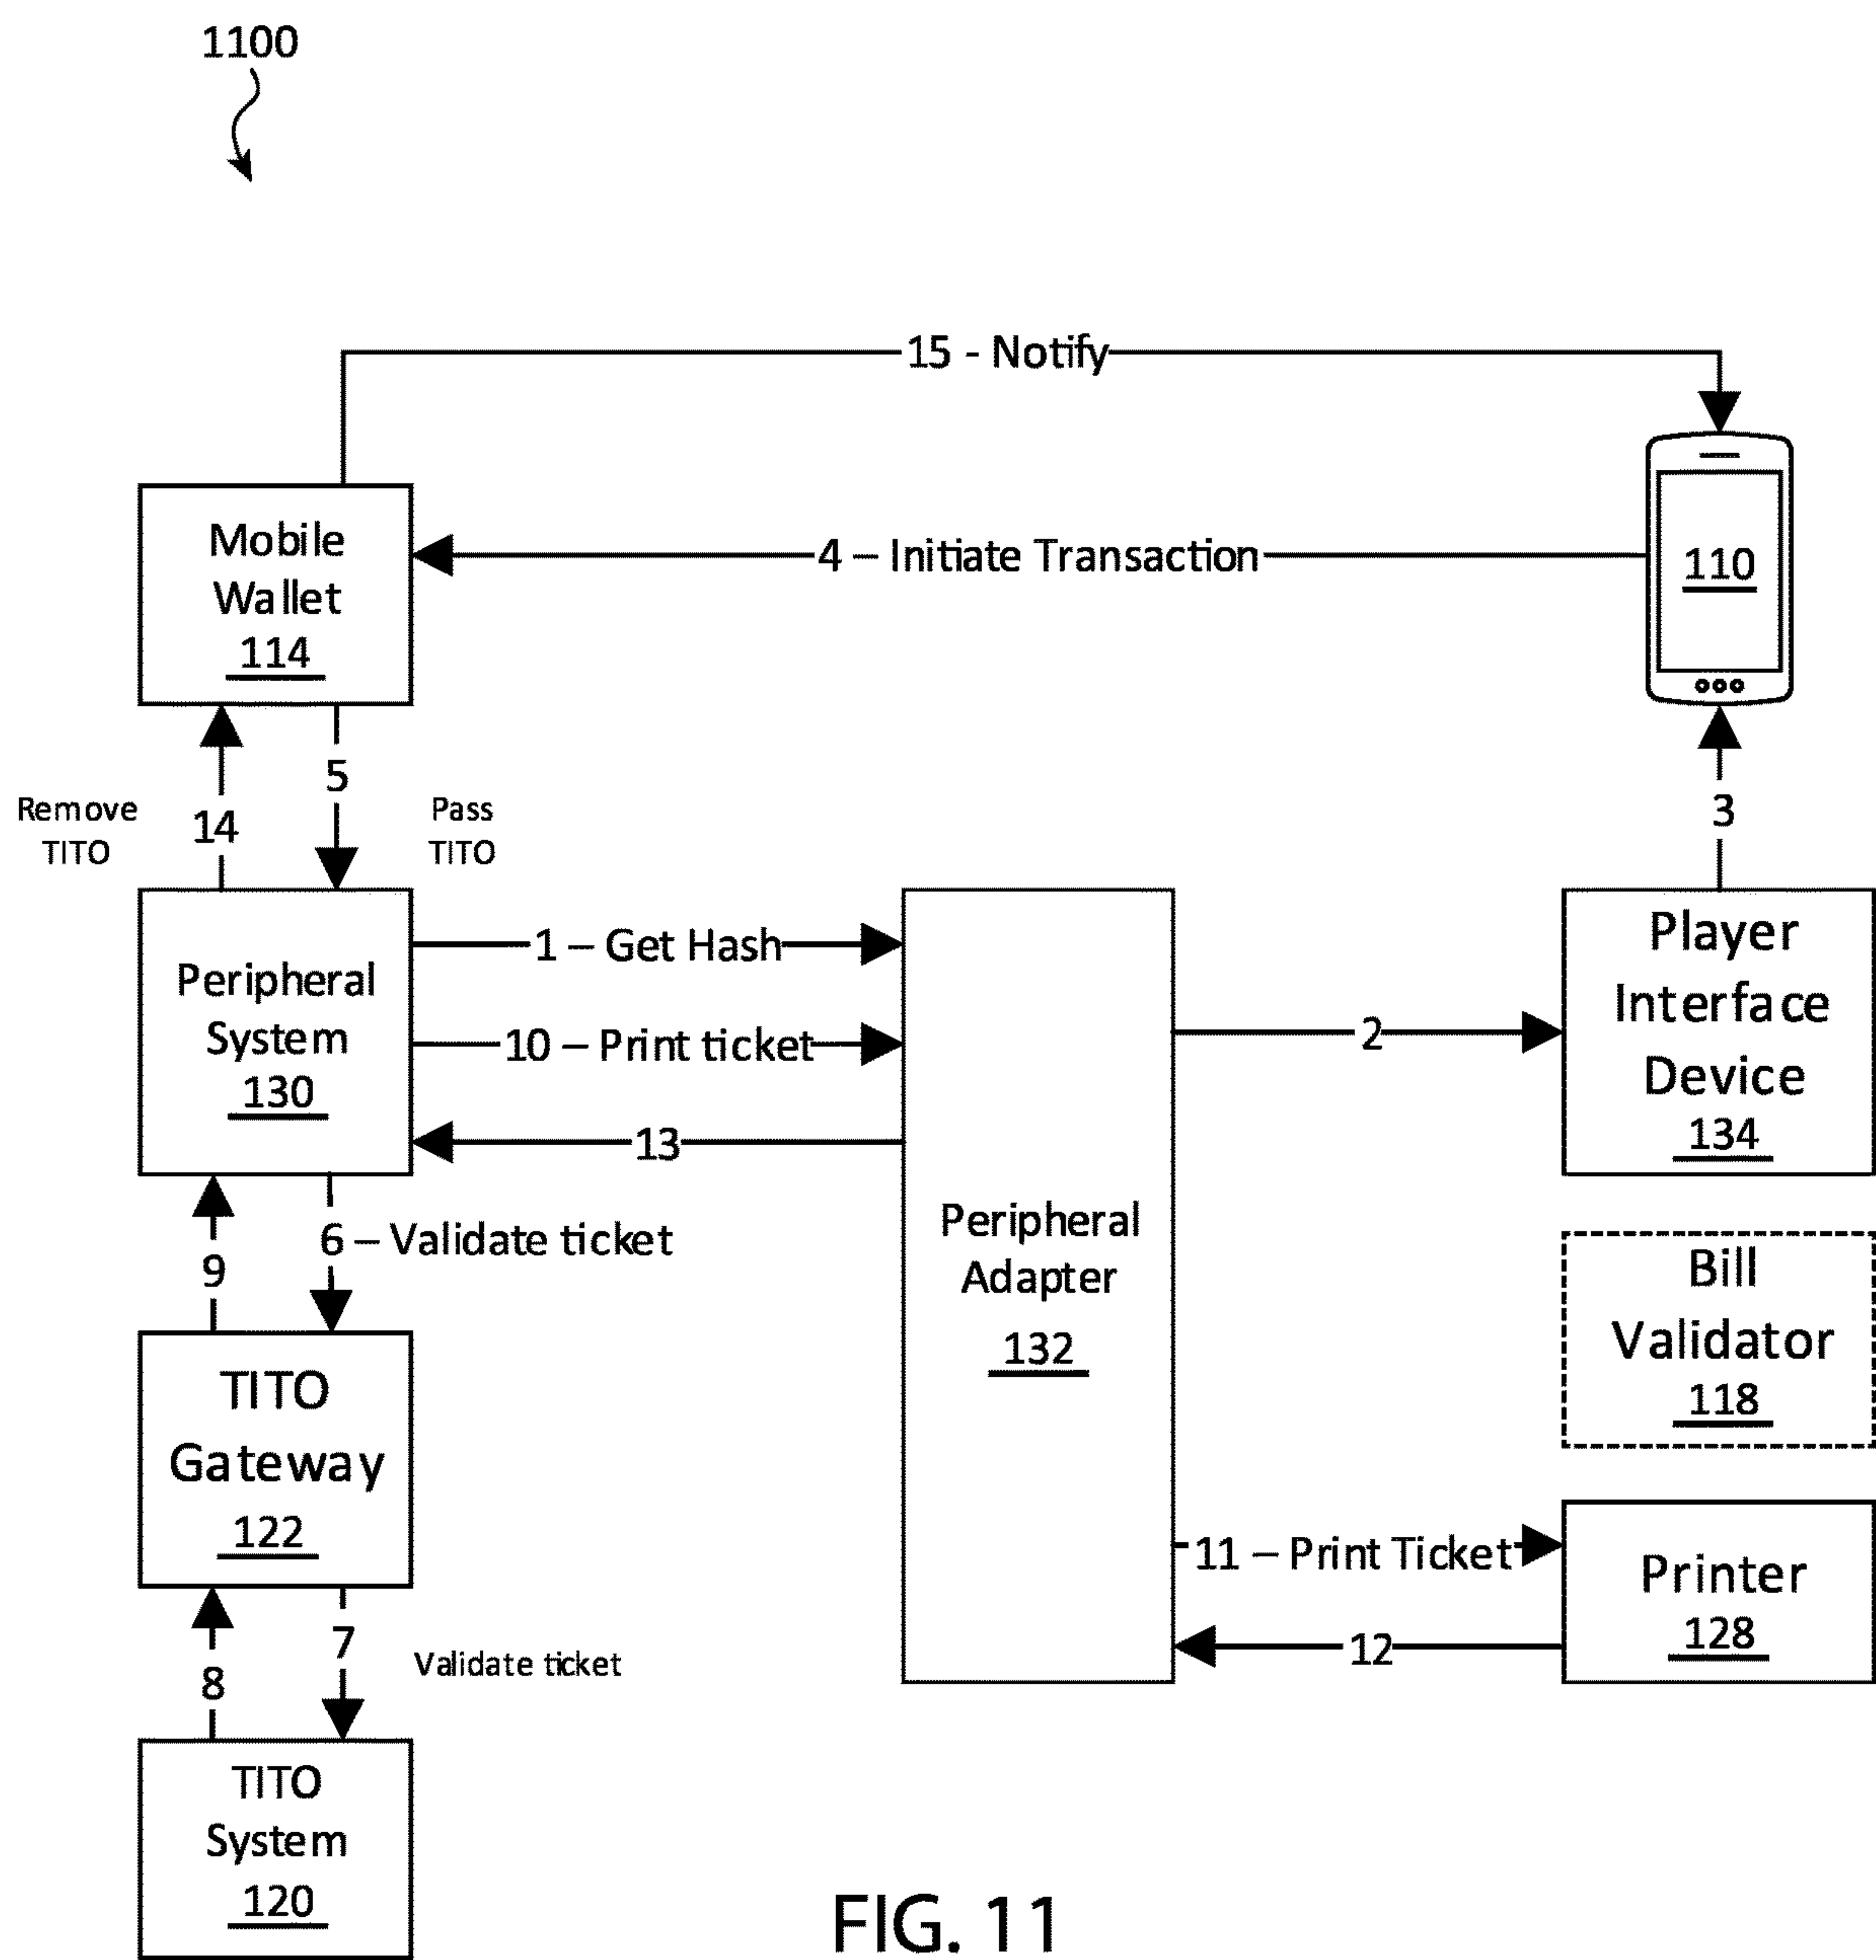 1100
15 - Notify
Mobile
Wallet
114
4 – Initiate Transaction
110
Remove
TITO
14
5
Pass
TITO
3
Peripheral
System
130
1 – Get Hash
10 – Print ticket
13
Peripheral
Adapter
132
2
Player
Interface
Device
134
9
6 – Validate ticket
Bill
Validator
118
TITO
Gateway
122
11 – Print Ticket
12
Printer
128
8
7
Validate ticket
TITO
System
120
FIG. 11